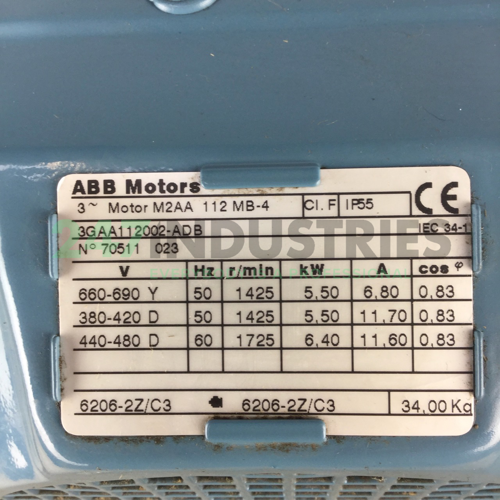 ABB Motors
3~ Motor M2AA 112 MB-4 Cl. F IP55 CE
3GAA112002-ADB IEC 34-1
N° 70511 023
INDUSTRIES
V Hz r/min kW A cos φ
660-690 Y 50 1425 5,50 6,80 0,83
380-420 D 50 1425 5,50 11,70 0,83
440-480 D 60 1725 6,40 11,60 0,83
6206-2Z/C3 6206-2Z/C3 34,00 Kg